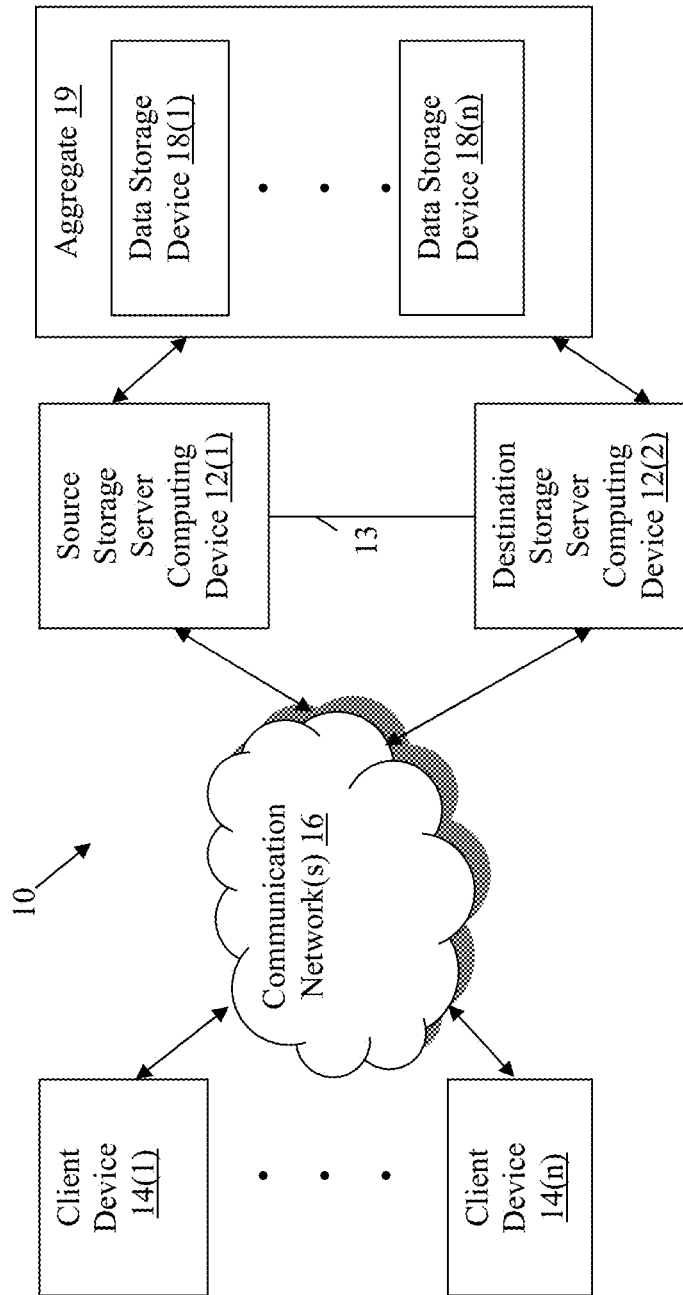 10
Client
Device
14(1)
Client
Device
14(n)
Communication
Network(s) 16
Source
Storage
Server
Computing
Device 12(1)
13
Destination
Storage
Server
Computing
Device 12(2)
Aggregate 19
Data Storage
Device 18(1)
Data Storage
Device 18(n)